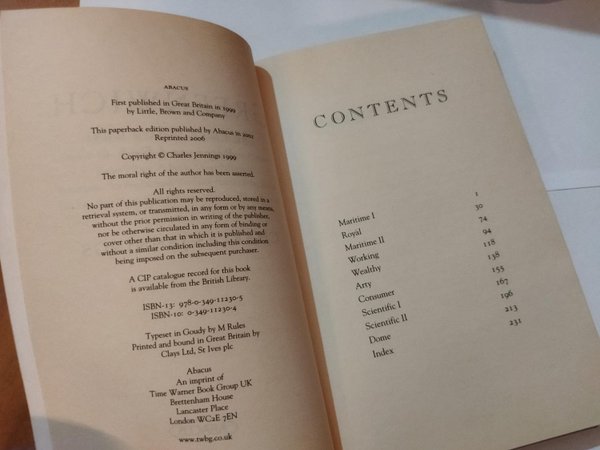 ABACUS
First published in Great Britain in 1999
by Little, Brown and Company
This paperback edition published by Abacus in 2001
Reprinted 2006
Copyright © Charles Jennings 1999
The moral right of the author has been asserted.
All rights reserved.
No part of this publication may be reproduced, stored in a
retrieval system, or transmitted, in any form or by any means,
without the prior permission in writing of the publisher,
nor be otherwise circulated in any form of binding or
cover other than that in which it is published and
without a similar condition including this condition
being imposed on the subsequent purchaser.
A CIP catalogue record for this book
is available from the British Library.
ISBN-13: 978-0-349-11230-5
ISBN-10: 0-349-11230-4
Typeset in Goudy by M Rules
Printed and bound in Great Britain by
Clays Ltd, St Ives plc
Abacus
An imprint of
Time Warner Book Group UK
Brettenham House
Lancaster Place
London WC2E 7EN
www.twbg.co.uk
CONTENTS
Maritime I 1
Royal 30
Maritime II 74
Working 94
Wealthy 118
Arty 138
Consumer 155
Scientific I 167
Scientific II 196
Dome 213
Index 231